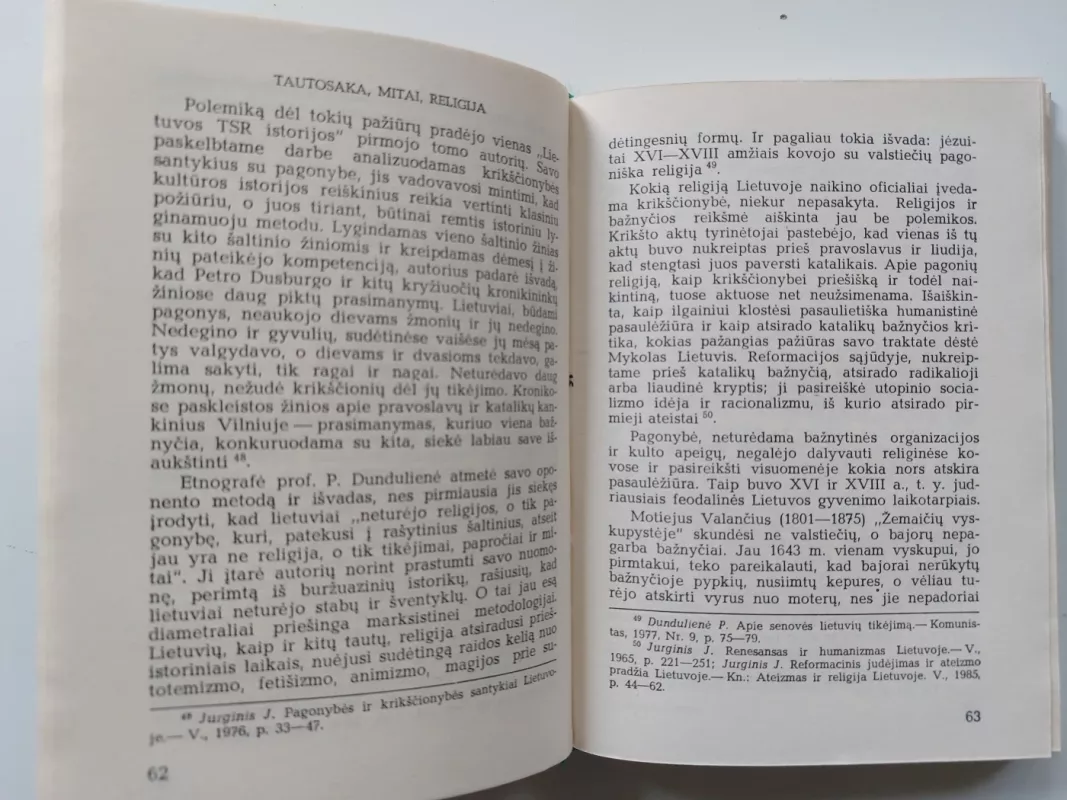 TAUTOSAKA, MITAI, RELIGIJA
Polemiką dėl tokių pažiūrų pradėjo vienas „Lie-
tuvos TSR istorijos“ pirmojo tomo autorių. Savo
paskelbtame darbe analizuodamas krikščionybės
santykius su pagonybe, jis vadovavosi mintimi, kad
kultūros istorijos reiškinius reikia vertinti klasiniu
požiūriu, o juos tiriant, būtinai remtis istoriniu ly-
ginamuoju metodu. Lygindamas vieno šaltinio žinias
su kito šaltinio žiniomis ir kreipdamas dėmesį į ži-
nių pateikėjo kompetenciją, autorius padarė išvadą,
kad Petro Dusburgo ir kitų kryžiuočių kronikininkų
žiniose daug piktų prasimanymų. Lietuviai, būdami
pagonys, neaukojo dievams žmonių ir jų nedegino.
Nedegino ir gyvulių, sudėtinėse vaišėse jų mėsą pa-
tys valgydavo, o dievams ir dvasioms tekdavo, ga-
lima sakyti, tik ragai ir nagai. Neturėdavo daug
žmonų, nežudė krikščionių dėl jų tikėjimo. Kroniko-
se paskleistos žinios apie pravoslavų ir katalikų kan-
kinius Vilniuje — prasimanymas, kuriuo viena baž-
nyčia, konkuruodama su kita, siekė labiau save iš-
aukštinti ⁴⁸.
Etnografė prof. P. Dundulienė atmetė savo opo-
nento metodą ir išvadas, nes pirmiausia jis siekęs
įrodyti, kad lietuviai „neturėjo religijos, o tik pa-
gonybę, kuri, patekusi į rašytinius šaltinius, atseit
jau yra ne religija, o tik tikėjimai, papročiai ir mi-
tai“. Ji įtarė autorių norint prastumti savo nuomo-
nę, perimtą iš buržuazinių istorikų, rašiusių, kad
lietuviai neturėjo stabų ir šventyklų. O tai jau esą
diametraliai priešinga marksistinei metodologijai.
Lietuvių, kaip ir kitų tautų, religija atsiradusi prieš-
istoriniais laikais, nuėjusi sudėtingą raidos kelią nuo
totemizmo, fetišizmo, animizmo, magijos prie su-
⁴⁸ Jurginis J. Pagonybės ir krikščionybės santykiai Lietuvo-
je.— V., 1976, p. 33—47.
62
dėtingesnių formų. Ir pagaliau tokia išvada: jėzui-
tai XVI—XVIII amžiais kovojo su valstiečių pago-
niška religija ⁴⁹.
Kokią religiją Lietuvoje naikino oficialiai įveda-
ma krikščionybė, niekur nepasakyta. Religijos ir
bažnyčios reikšmė aiškinta jau be polemikos.
Krikšto aktų tyrinėtojai pastebėjo, kad vienas iš tų
aktų buvo nukreiptas prieš pravoslavus ir liudija,
kad stengtasi juos paversti katalikais. Apie pagonių
religiją, kaip krikščionybei priešišką ir todėl nai-
kintiną, tuose aktuose net neužsimenama. Išaiškin-
ta, kaip ilgainiui klostėsi pasaulietiška humanistinė
pasaulėžiūra ir kaip atsirado katalikų bažnyčios kri-
tika, kokias pažangias pažiūras savo traktate dėstė
Mykolas Lietuvis. Reformacijos sąjūdyje, nukreip-
tame prieš katalikų bažnyčią, atsirado radikalioji
arba liaudinė kryptis; ji pasireiškė utopinio socia-
lizmo idėja ir racionalizmu, iš kurio atsirado pir-
mieji ateistai ⁵⁰.
Pagonybė, neturėdama bažnytinės organizacijos
ir kulto apeigų, negalėjo dalyvauti religinėse ko-
vose ir pasireikšti visuomenėje kokia nors atskira
pasaulėžiūra. Taip buvo XVI ir XVIII a., t. y. jud-
riausiais feodalinės Lietuvos gyvenimo laikotarpiais.
Motiejus Valančius (1801—1875) „Žemaičių vys-
kupystėje“ skundėsi ne valstiečių, o bajorų nepa-
garba bažnyčiai. Jau 1643 m. vienam vyskupui, jo
pirmtakui, teko pareikalauti, kad bajorai nerūkytų
bažnyčioje pypkių, nusiimtų kepures, o vėliau tu-
rėjo atskirti vyrus nuo moterų, nes jie nepadoriai
⁴⁹ Dundulienė P. Apie senovės lietuvių tikėjimą.— Komunis-
tas, 1977. Nr. 9, p. 75—79.
⁵⁰ Jurginis J. Renesansas ir humanizmas Lietuvoje.— V.,
1965, p. 221—251; Jurginis J. Reformacinis judėjimas ir ateizmo
pradžia Lietuvoje.— Kn.: Ateizmas ir religija Lietuvoje. V., 1985,
p. 44—62.
63